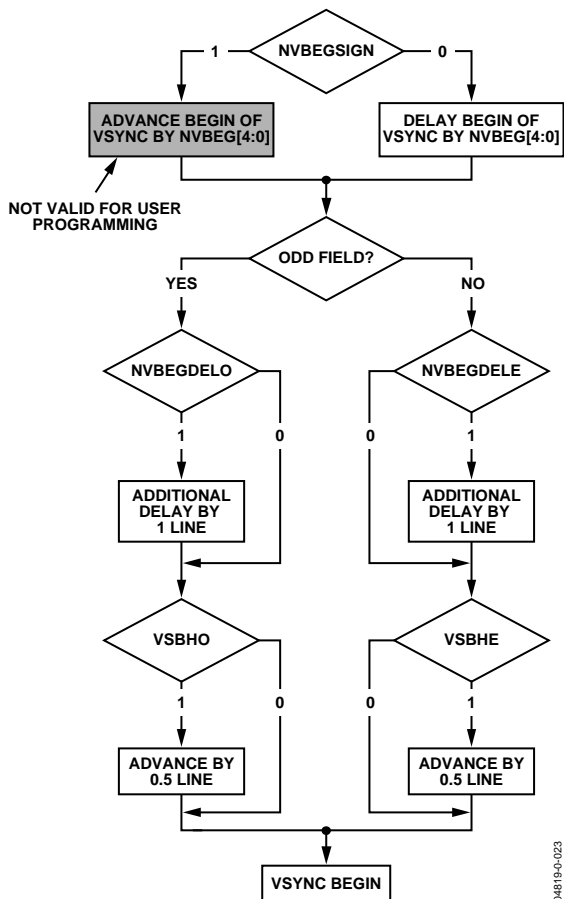 NVBEGSIGN
1
0
ADVANCE BEGIN OF
VSYNC BY NVBEG[4:0]
DELAY BEGIN OF
VSYNC BY NVBEG[4:0]
NOT VALID FOR USER
PROGRAMMING
ODD FIELD?
YES
NO
NVBEGDELO
NVBEGDELE
1
0
0
1
ADDITIONAL
DELAY BY
1 LINE
ADDITIONAL
DELAY BY
1 LINE
VSBHO
VSBHE
1
0
0
1
ADVANCE BY
0.5 LINE
ADVANCE BY
0.5 LINE
VSYNC BEGIN
04819-0-023